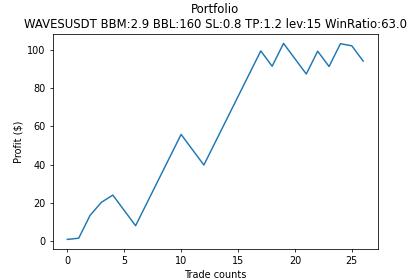 Portfolio
WAVESUSDT BBM:2.9 BBL:160 SL:0.8 TP:1.2 lev:15 WinRatio:63.0
100
80
60
40
20
0
Profit ($)
0 5 10 15 20 25
Trade counts